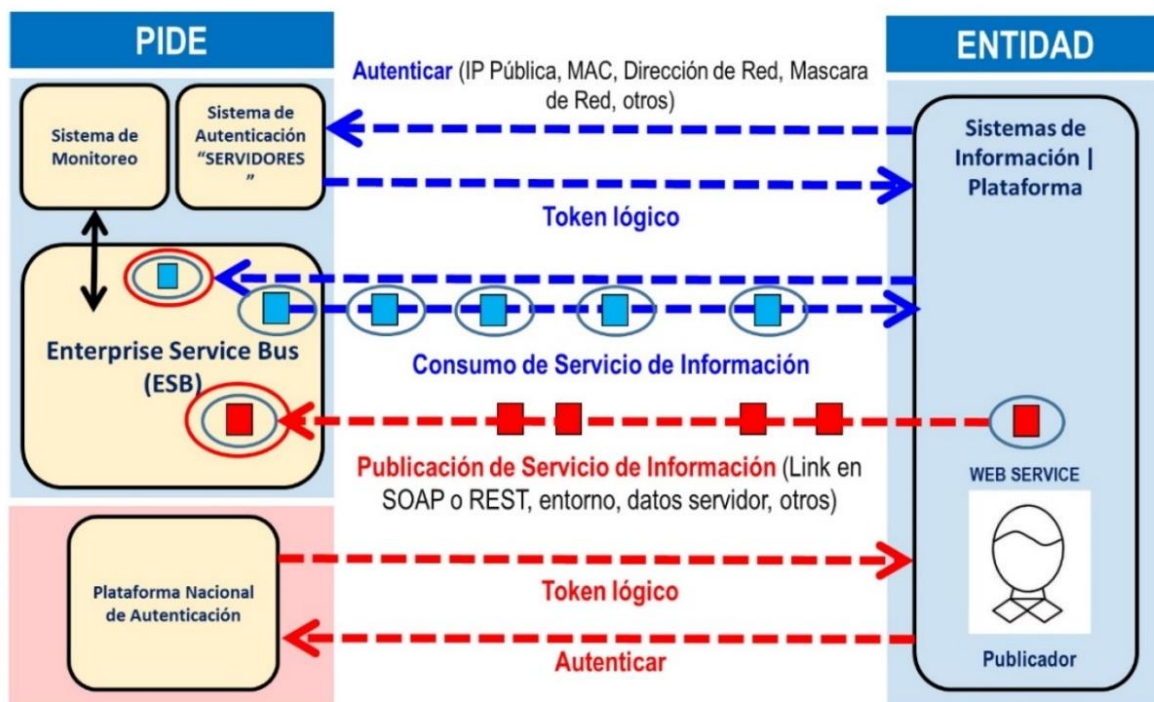 PIDE
ENTIDAD
Sistema de
Monitoreo
Sistema de
Autenticación
“SERVIDORES
”
Autenticar (IP Pública, MAC, Dirección de Red, Mascara
de Red, otros)
Token lógico
Sistemas de
Información |
Plataforma
Enterprise Service Bus
(ESB)
Consumo de Servicio de Información
Publicación de Servicio de Información (Link en
SOAP o REST, entorno, datos servidor, otros)
WEB SERVICE
Publicador
Plataforma Nacional
de Autenticación
Token lógico
Autenticar